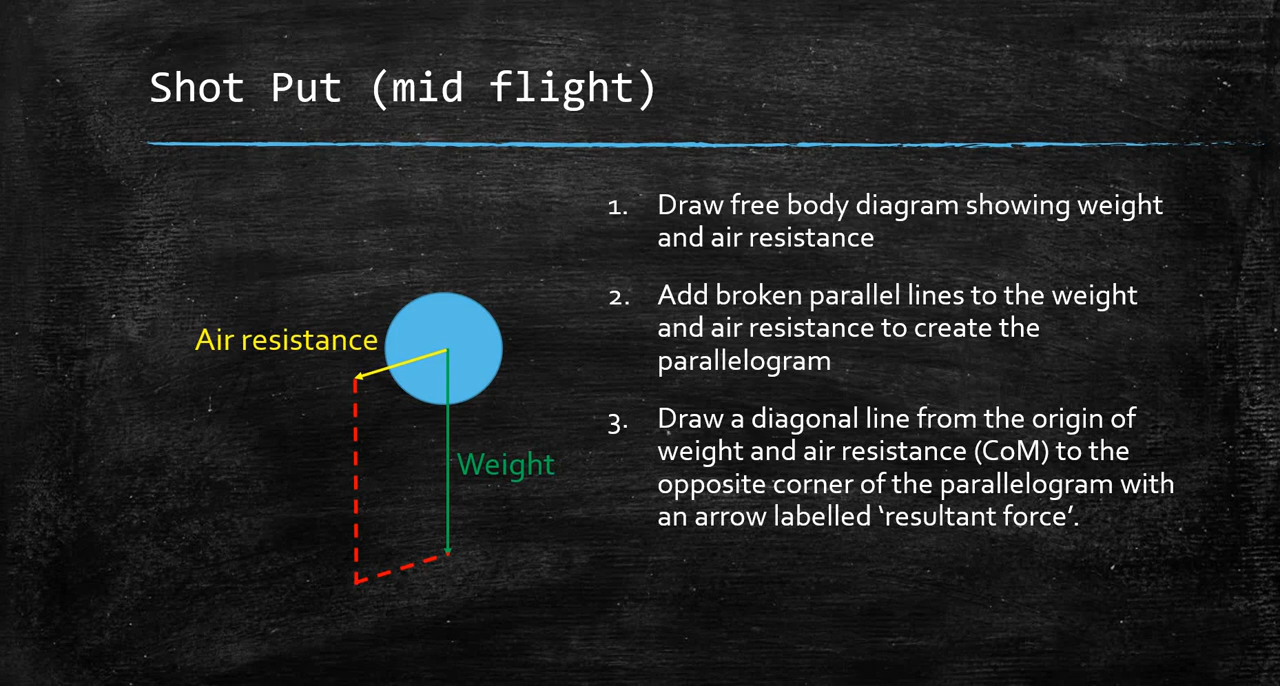 Shot Put (mid flight)
1. Draw free body diagram showing weight
and air resistance
2. Add broken parallel lines to the weight
and air resistance to create the
parallelogram
3. Draw a diagonal line from the origin of
weight and air resistance (CoM) to the
opposite corner of the parallelogram with
an arrow labelled ‘resultant force’.
Air resistance
Weight